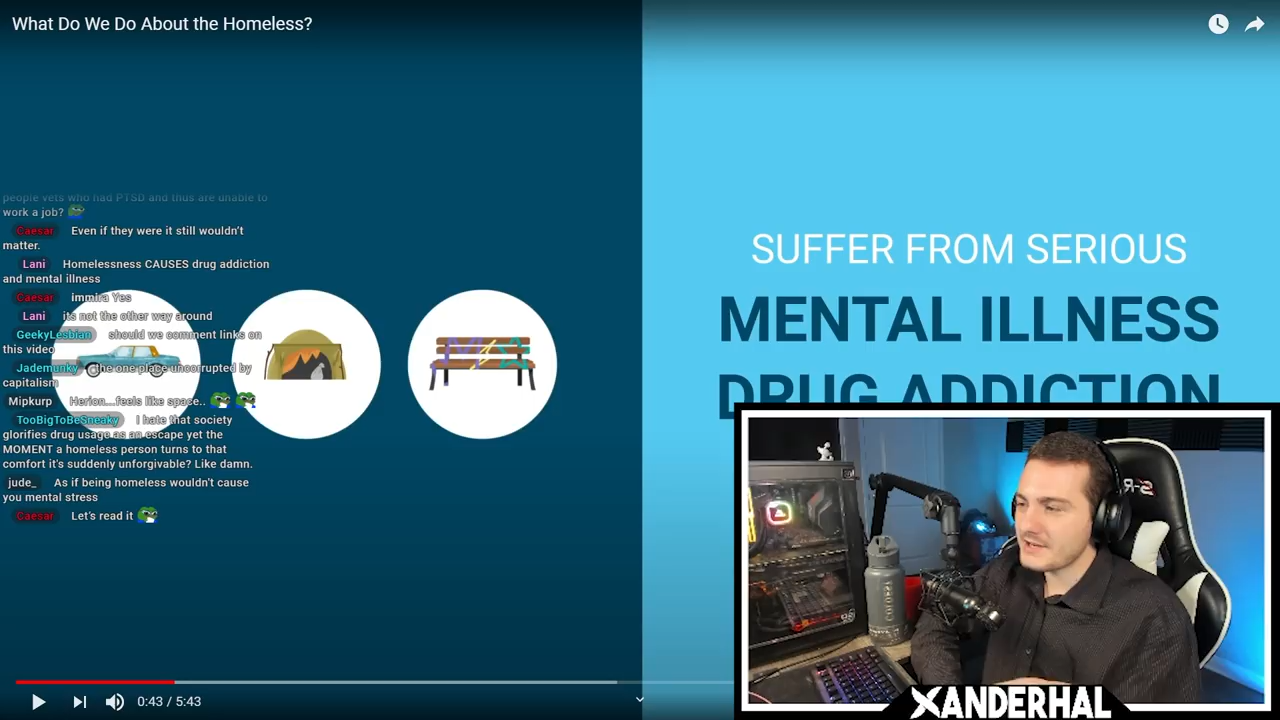 What Do We Do About the Homeless?
people vets who had PTSD and thus are unable to
work a job?
Caesar Even if they were it still wouldn't
matter.
Lani Homelessness CAUSES drug addiction
and mental illness
Caesar immira Yes
Lani its not the other way around
GeekyLesbian should we comment links on
this video
Jademunky the one place uncorrupted by
capitalism
Mipkurp Herion...feels like space..
TooBigToBeSneaky I hate that society
glorifies drug usage as an escape yet the
MOMENT a homeless person turns to that
comfort it's suddenly unforgivable? Like damn.
jude_ As if being homeless wouldn't cause
you mental stress
Caesar Let's read it
SUFFER FROM SERIOUS
MENTAL ILLNESS
DRUG ADDICTION
0:43 / 5:43
XANDERHAL